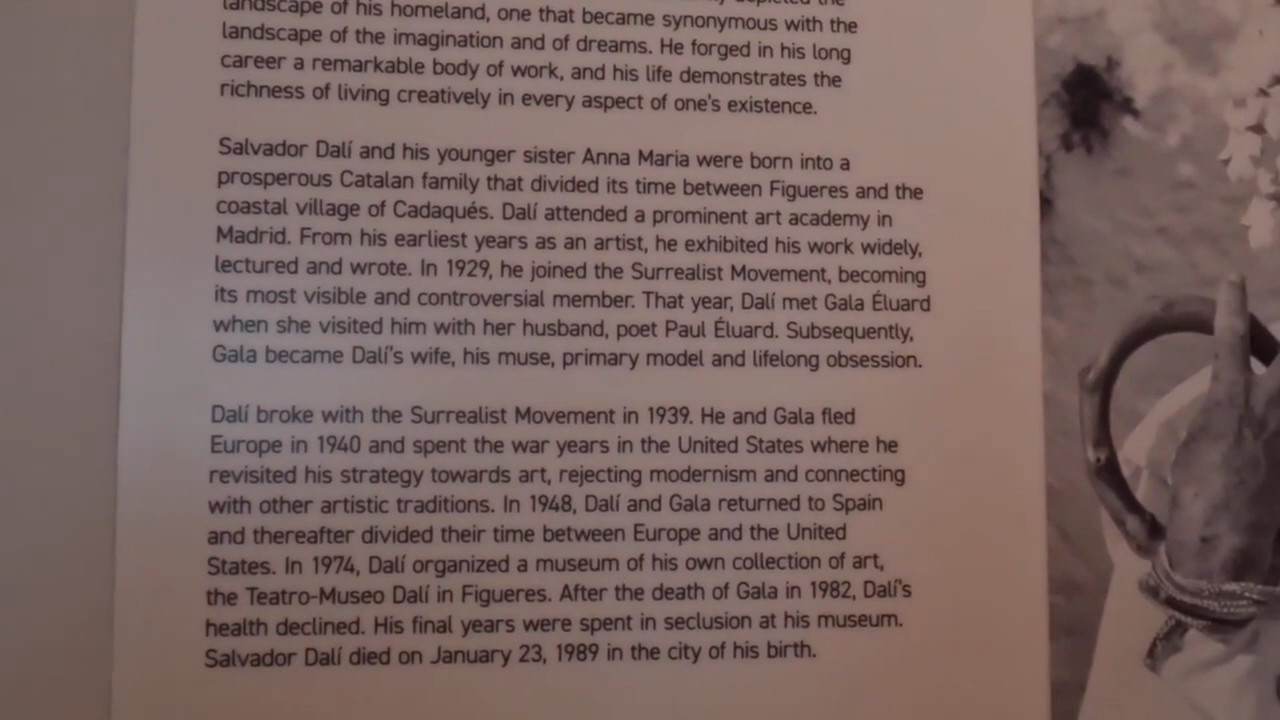 landscape of his homeland, one that became synonymous with the
landscape of the imagination and of dreams. He forged in his long
career a remarkable body of work, and his life demonstrates the
richness of living creatively in every aspect of one's existence.
Salvador Dalí and his younger sister Anna Maria were born into a
prosperous Catalan family that divided its time between Figueres and the
coastal village of Cadaqués. Dalí attended a prominent art academy in
Madrid. From his earliest years as an artist, he exhibited his work widely,
lectured and wrote. In 1929, he joined the Surrealist Movement, becoming
its most visible and controversial member. That year, Dalí met Gala Éluard
when she visited him with her husband, poet Paul Éluard. Subsequently,
Gala became Dalí's wife, his muse, primary model and lifelong obsession.
Dalí broke with the Surrealist Movement in 1939. He and Gala fled
Europe in 1940 and spent the war years in the United States where he
revisited his strategy towards art, rejecting modernism and connecting
with other artistic traditions. In 1948, Dalí and Gala returned to Spain
and thereafter divided their time between Europe and the United
States. In 1974, Dalí organized a museum of his own collection of art,
the Teatro-Museo Dalí in Figueres. After the death of Gala in 1982, Dalí's
health declined. His final years were spent in seclusion at his museum.
Salvador Dalí died on January 23, 1989 in the city of his birth.